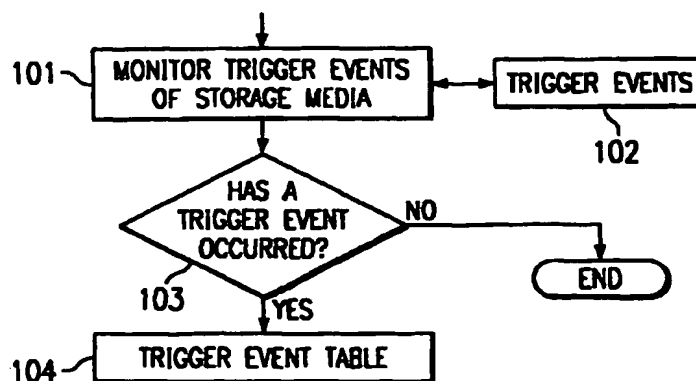 101
MONITOR TRIGGER EVENTS
OF STORAGE MEDIA
TRIGGER EVENTS
102
HAS A
TRIGGER EVENT
OCCURRED?
NO
103
END
YES
104
TRIGGER EVENT TABLE